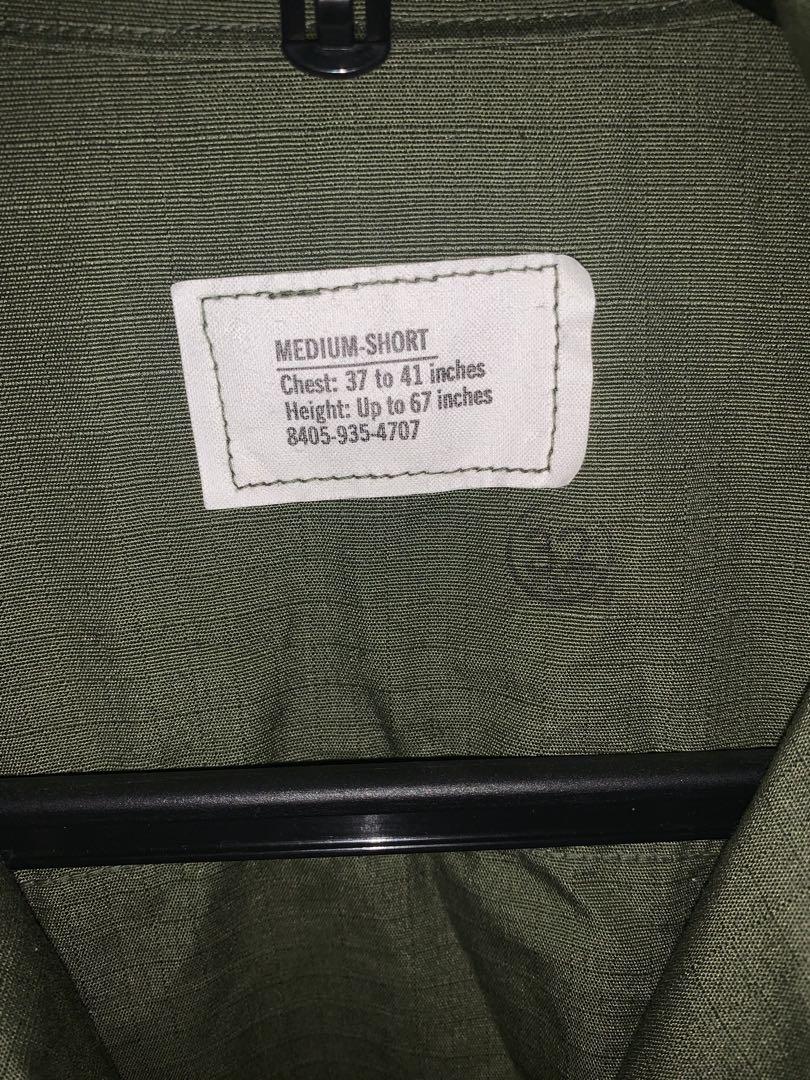 MEDIUM-SHORT
Chest: 37 to 41 inches
Height: Up to 67 inches
8405-935-4707